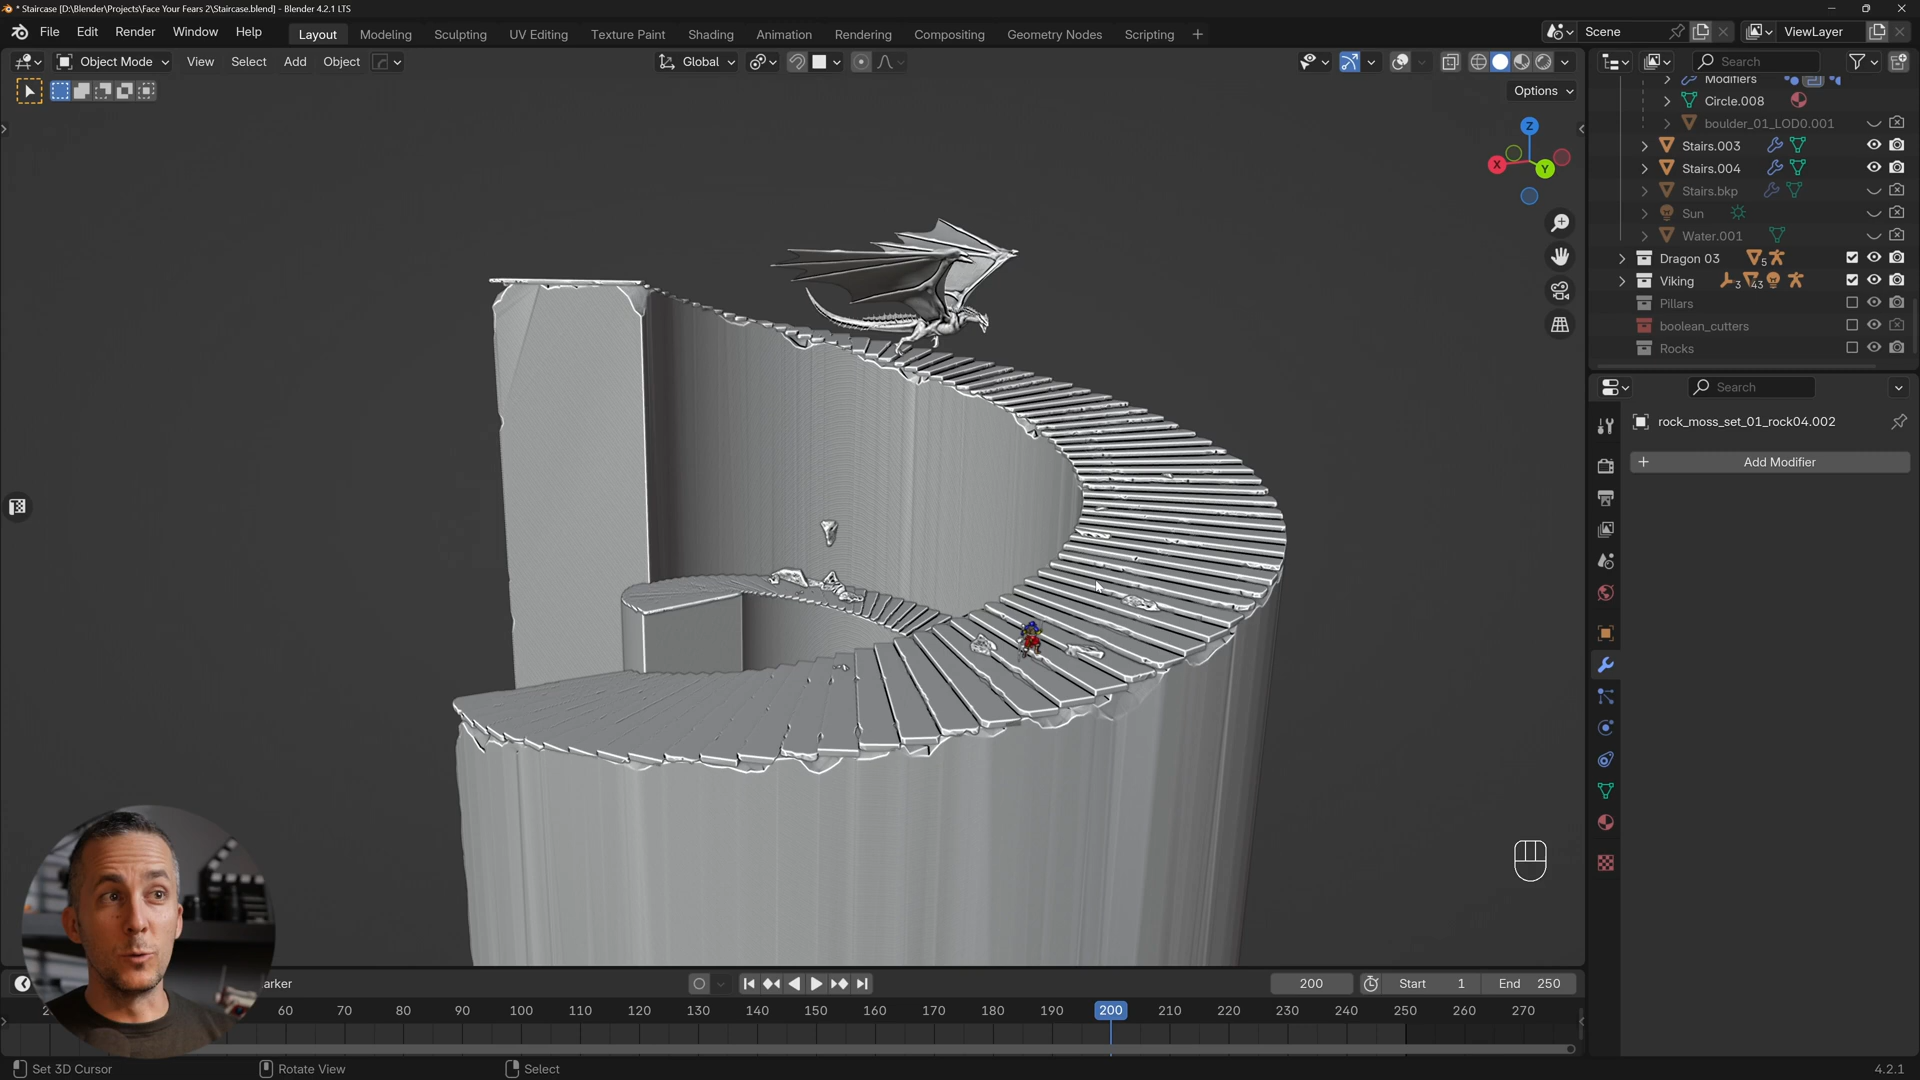 * Staircase [D:\Blender\Projects\Face Your Fears 2\Staircase.blend] - Blender 4.2.1 LTS
File Edit Render Window Help Layout Modeling Sculpting UV Editing Texture Paint Shading Animation Rendering Compositing Geometry Nodes Scripting + Scene ViewLayer
Object Mode View Select Add Object Global Search
Options
Modifiers
Circle.008
boulder_01_LOD0.001
Stairs.003
Stairs.004
Stairs.bkp
Sun
Water.001
Dragon 03 5
Viking 3 43
Pillars
boolean_cutters
Rocks
Z
X
Y
Search
rock_moss_set_01_rock04.002
+ Add Modifier
arker 200 Start 1 End 250
2 60 70 80 90 100 110 120 130 140 150 160 170 180 190 200 210 220 230 240 250 260 270
Set 3D Cursor Rotate View Select 4.2.1